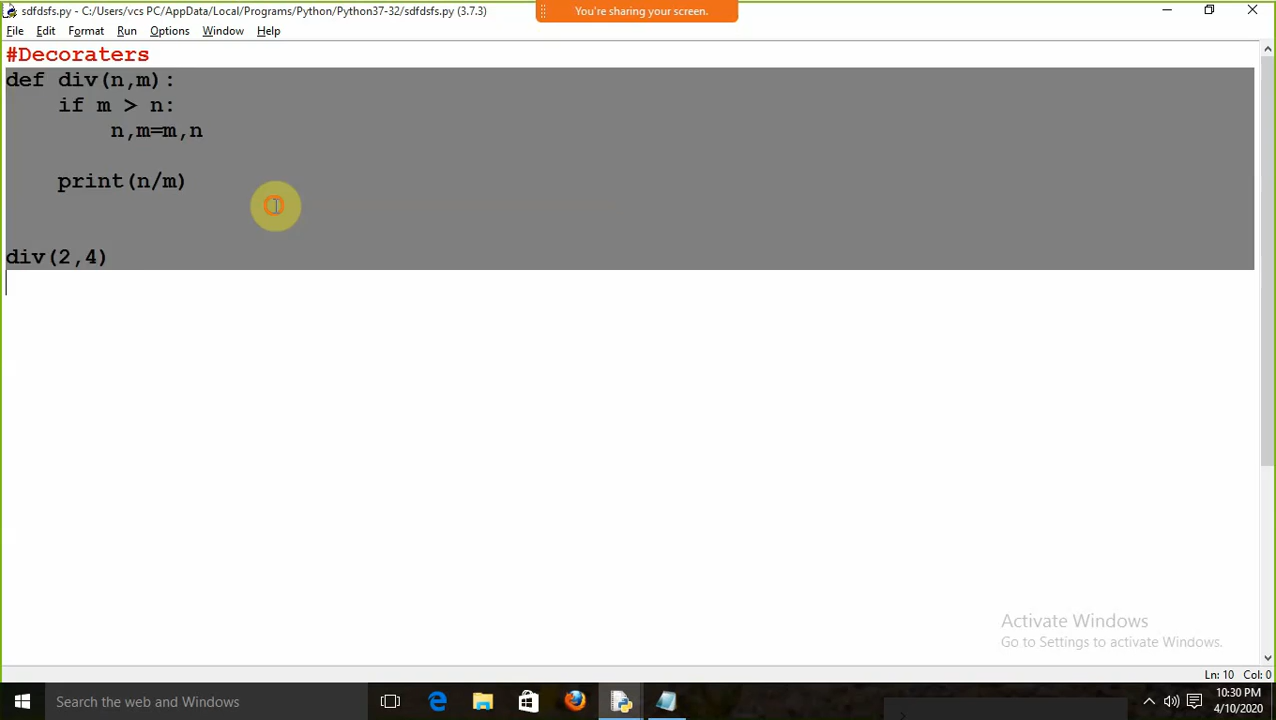 sdfdsfs.py - C:/Users/vcs PC/AppData/Local/Programs/Python/Python37-32/sdfdsfs.py (3.7.3)
You're sharing your screen.
File Edit Format Run Options Window Help
#Decoraters
def div(n,m):
    if m > n:
        n,m=m,n
    print(n/m)
div(2,4)
Activate Windows
Go to Settings to activate Windows.
Ln: 10 Col: 0
Search the web and Windows
10:30 PM
4/10/2020